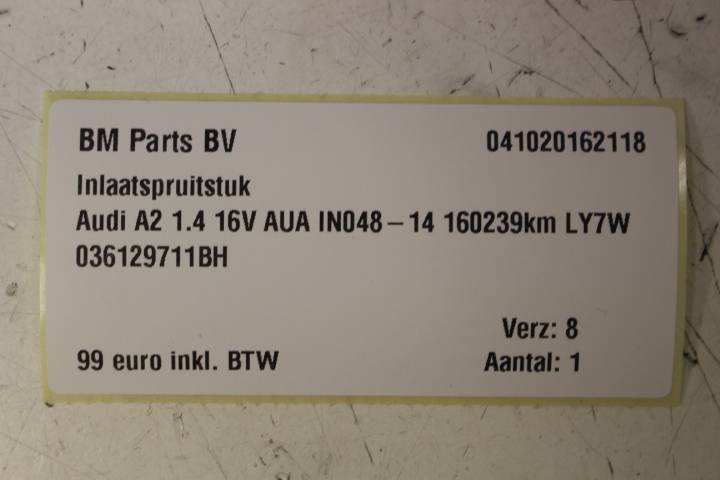 BM Parts BV 041020162118
Inlaatspruitstuk
Audi A2 1.4 16V AUA IN048-14 160239km LY7W
036129711BH
Verz: 8
99 euro inkl. BTW Aantal: 1